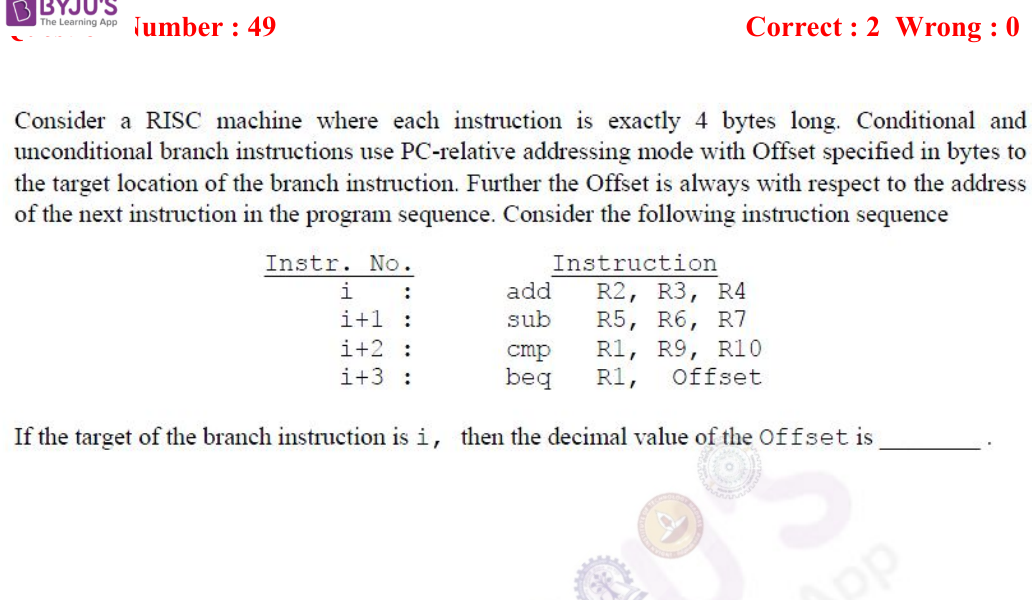 BYJU'S
The Learning App
Number : 49
Correct : 2 Wrong : 0
Consider a RISC machine where each instruction is exactly 4 bytes long. Conditional and
unconditional branch instructions use PC-relative addressing mode with Offset specified in bytes to
the target location of the branch instruction. Further the Offset is always with respect to the address
of the next instruction in the program sequence. Consider the following instruction sequence
Instr. No. Instruction
i : add R2, R3, R4
i+1 : sub R5, R6, R7
i+2 : cmp R1, R9, R10
i+3 : beq R1, Offset
If the target of the branch instruction is i, then the decimal value of the Offset is ________ .